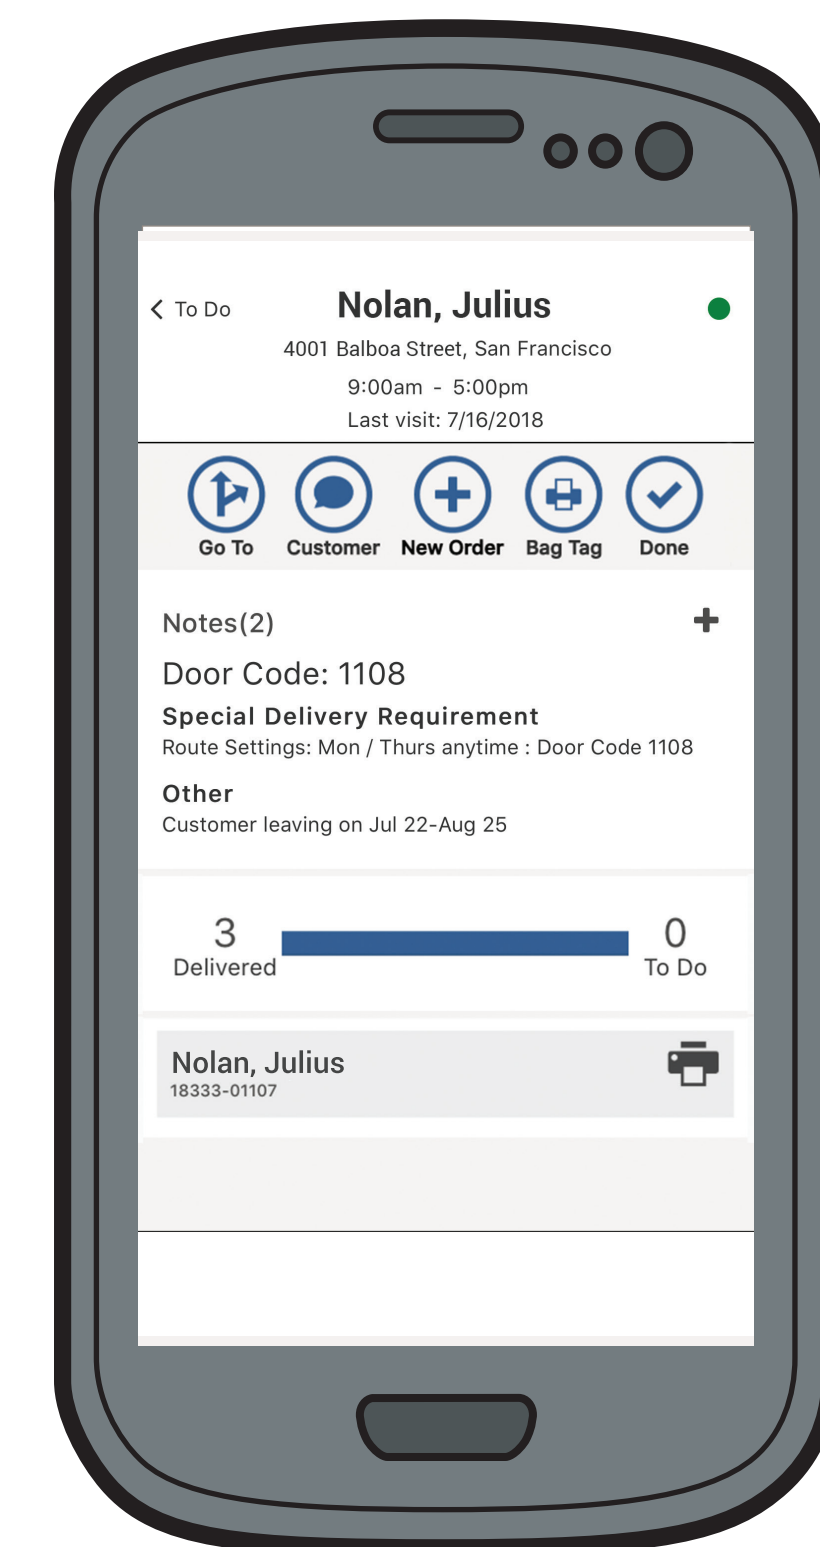 To Do
Nolan, Julius
4001 Balboa Street, San Francisco
9:00am - 5:00pm
Last visit: 7/16/2018
Go To Customer New Order Bag Tag Done
Notes(2)
Door Code: 1108
Special Delivery Requirement
Route Settings: Mon / Thurs anytime : Door Code 1108
Other
Customer leaving on Jul 22-Aug 25
3 0
Delivered To Do
Nolan, Julius
18333-01107